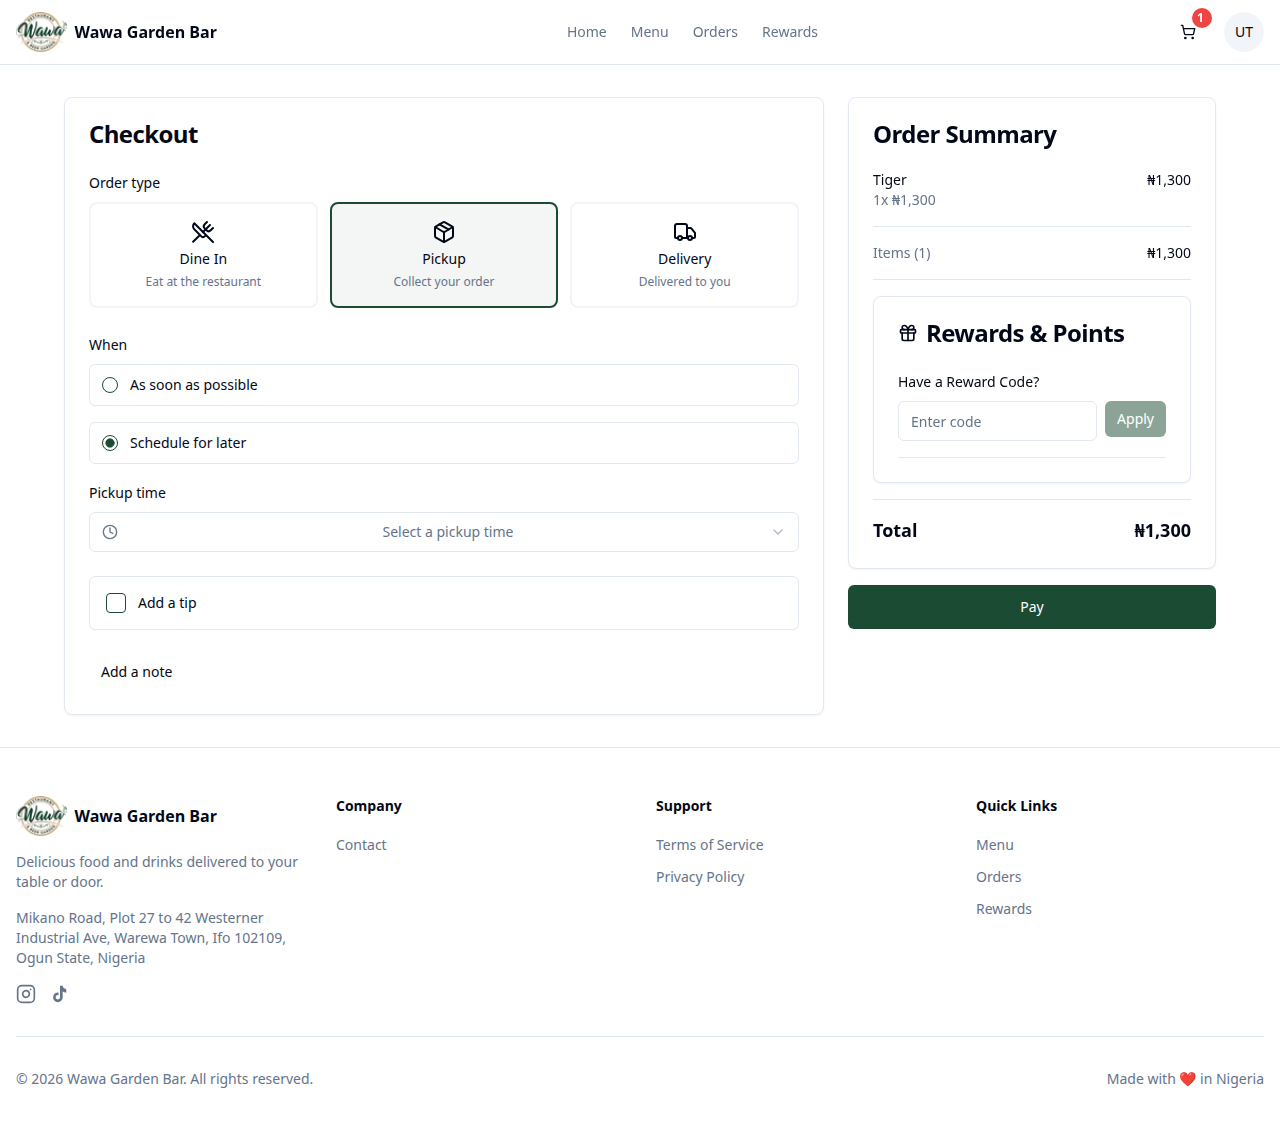 Wawa
Wawa Garden Bar
Home
Menu
Orders
Rewards
1
UT
Checkout
Order type
Dine In
Eat at the restaurant
Pickup
Collect your order
Delivery
Delivered to you
When
As soon as possible
Schedule for later
Pickup time
Select a pickup time
Add a tip
Add a note
Order Summary
Tiger ₦1,300
1x ₦1,300
Items (1) ₦1,300
Rewards & Points
Have a Reward Code?
Enter code
Apply
Total ₦1,300
Pay
Wawa
Wawa Garden Bar
Delicious food and drinks delivered to your
table or door.
Mikano Road, Plot 27 to 42 Westerner
Industrial Ave, Warewa Town, Ifo 102109,
Ogun State, Nigeria
Company
Contact
Support
Terms of Service
Privacy Policy
Quick Links
Menu
Orders
Rewards
© 2026 Wawa Garden Bar. All rights reserved.
Made with ❤️ in Nigeria